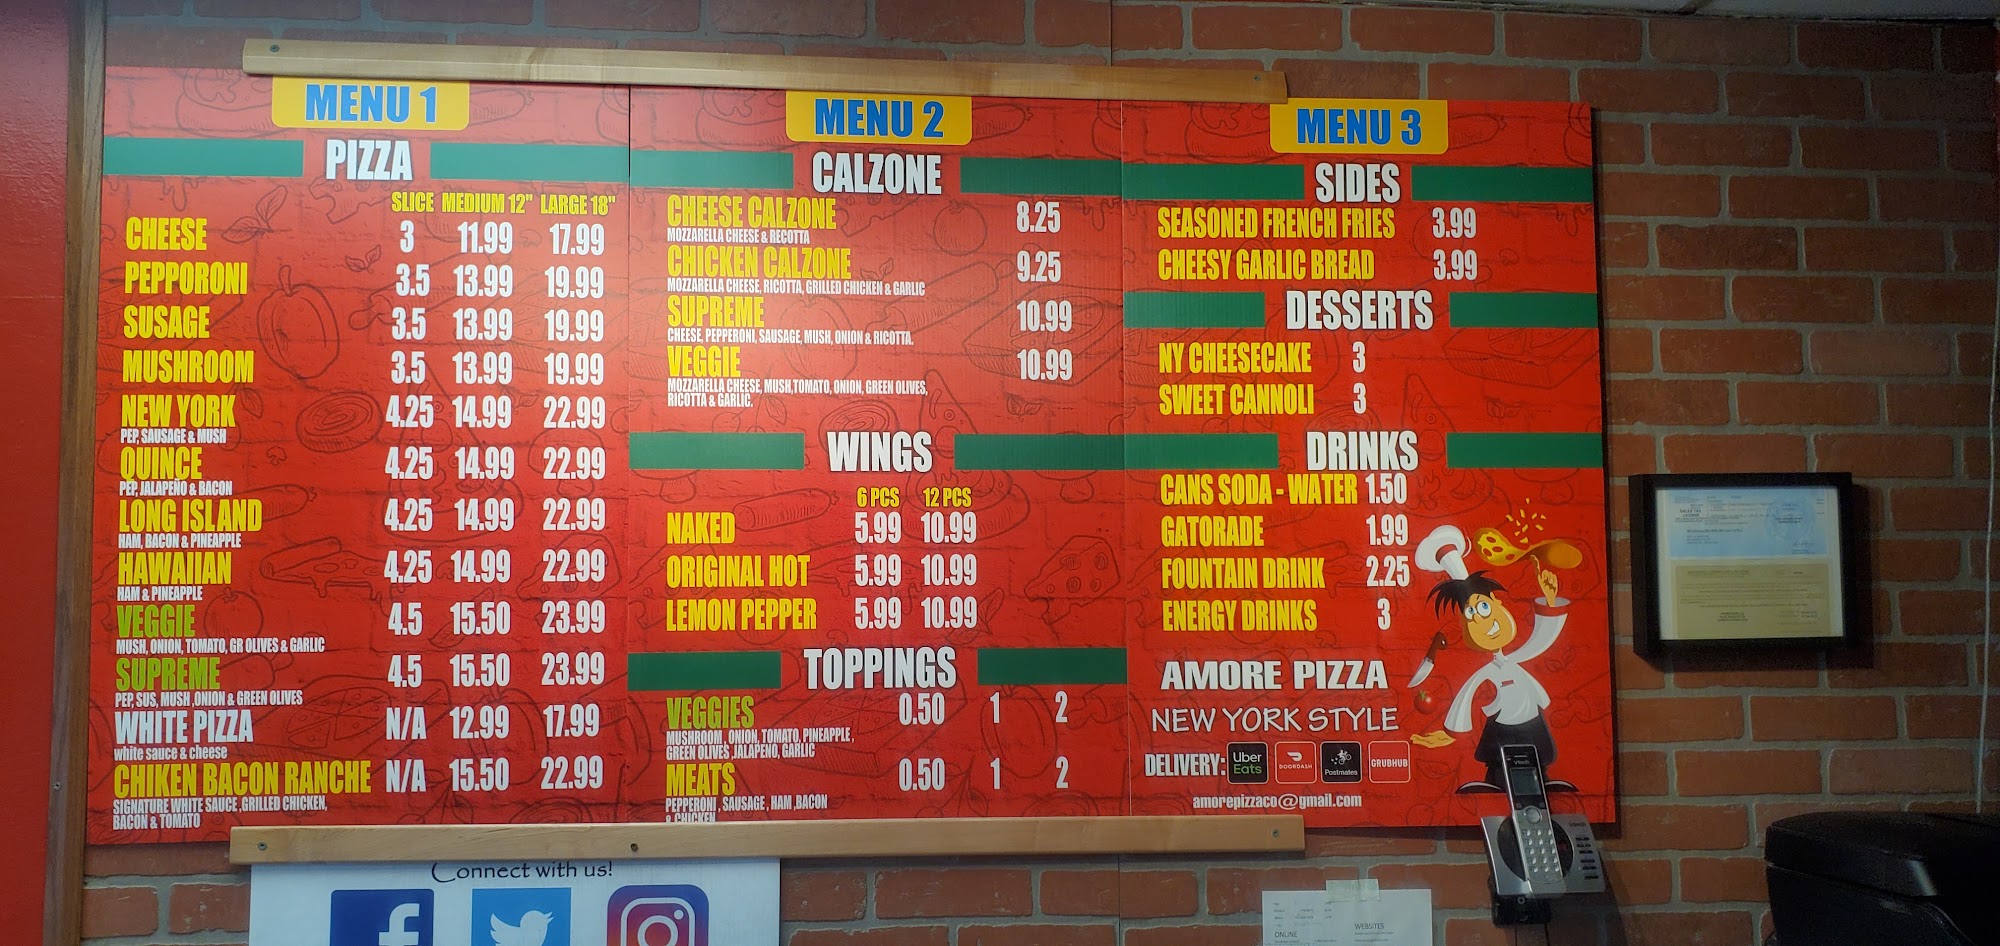 MENU 1
PIZZA
SLICE MEDIUM 12" LARGE 18"
CHEESE 3 11.99 17.99
PEPPORONI 3.5 13.99 19.99
SUSAGE 3.5 13.99 19.99
MUSHROOM 3.5 13.99 19.99
NEW YORK 4.25 14.99 22.99
PEP, SAUSAGE & MUSH
QUINCE 4.25 14.99 22.99
PEP, JALAPEÑO & BACON
LONG ISLAND 4.25 14.99 22.99
HAM, BACON & PINEAPPLE
HAWAIIAN 4.25 14.99 22.99
HAM & PINEAPPLE
VEGGIE 4.5 15.50 23.99
MUSH, ONION, TOMATO, GR OLIVES & GARLIC
SUPREME 4.5 15.50 23.99
PEP, SUS, MUSH ,ONION & GREEN OLIVES
WHITE PIZZA N/A 12.99 17.99
white sauce & cheese
CHIKEN BACON RANCHE N/A 15.50 22.99
SIGNATURE WHITE SAUCE ,GRILLED CHICKEN,
BACON & TOMATO
MENU 2
CALZONE
CHEESE CALZONE 8.25
MOZZARELLA CHEESE & RECOTTA
CHICKEN CALZONE 9.25
MOZZARELLA CHEESE, RICOTTA, GRILLED CHICKEN & GARLIC
SUPREME 10.99
CHEESE, PEPPERONI, SAUSAGE, MUSH, ONION & RICOTTA.
VEGGIE 10.99
MOZZARELLA CHEESE, MUSH,TOMATO, ONION, GREEN OLIVES,
RICOTTA & GARLIC.
WINGS
6 PCS 12 PCS
NAKED 5.99 10.99
ORIGINAL HOT 5.99 10.99
LEMON PEPPER 5.99 10.99
TOPPINGS
VEGGIES 0.50 1 2
MUSHROOM , ONION, TOMATO, PINEAPPLE ,
GREEN OLIVES ,JALAPENO, GARLIC
MEATS 0.50 1 2
PEPPERONI , SAUSAGE , HAM ,BACON
& CHICKEN
MENU 3
SIDES
SEASONED FRENCH FRIES 3.99
CHEESY GARLIC BREAD 3.99
DESSERTS
NY CHEESECAKE 3
SWEET CANNOLI 3
DRINKS
CANS SODA - WATER 1.50
GATORADE 1.99
FOUNTAIN DRINK 2.25
ENERGY DRINKS 3
AMORE PIZZA
NEW YORK STYLE
DELIVERY: Uber Eats DOORDASH Postmates GRUBHUB
amorepizzaco@gmail.com
vtech
Connect with us!
ONLINE
WEBSITES